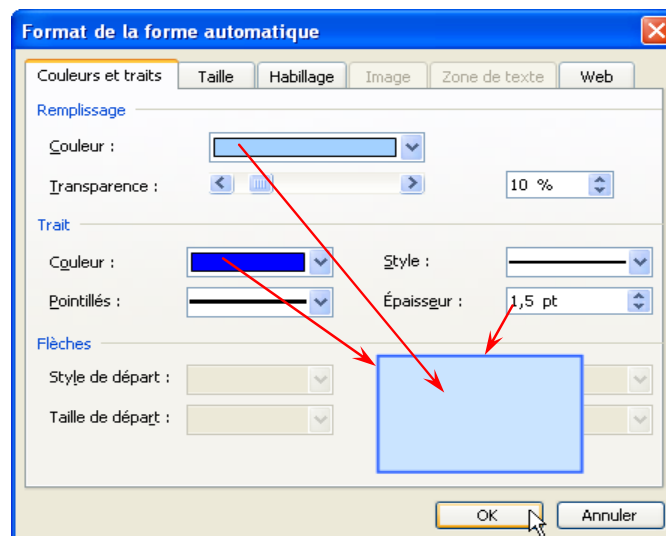 Format de la forme automatique
Couleurs et traits Taille Habillage Image Zone de texte Web
Remplissage
Couleur :
Transparence : 10 %
Trait
Couleur : Style :
Pointillés : Épaisseur : 1,5 pt
Flèches
Style de départ :
Taille de départ :
OK Annuler